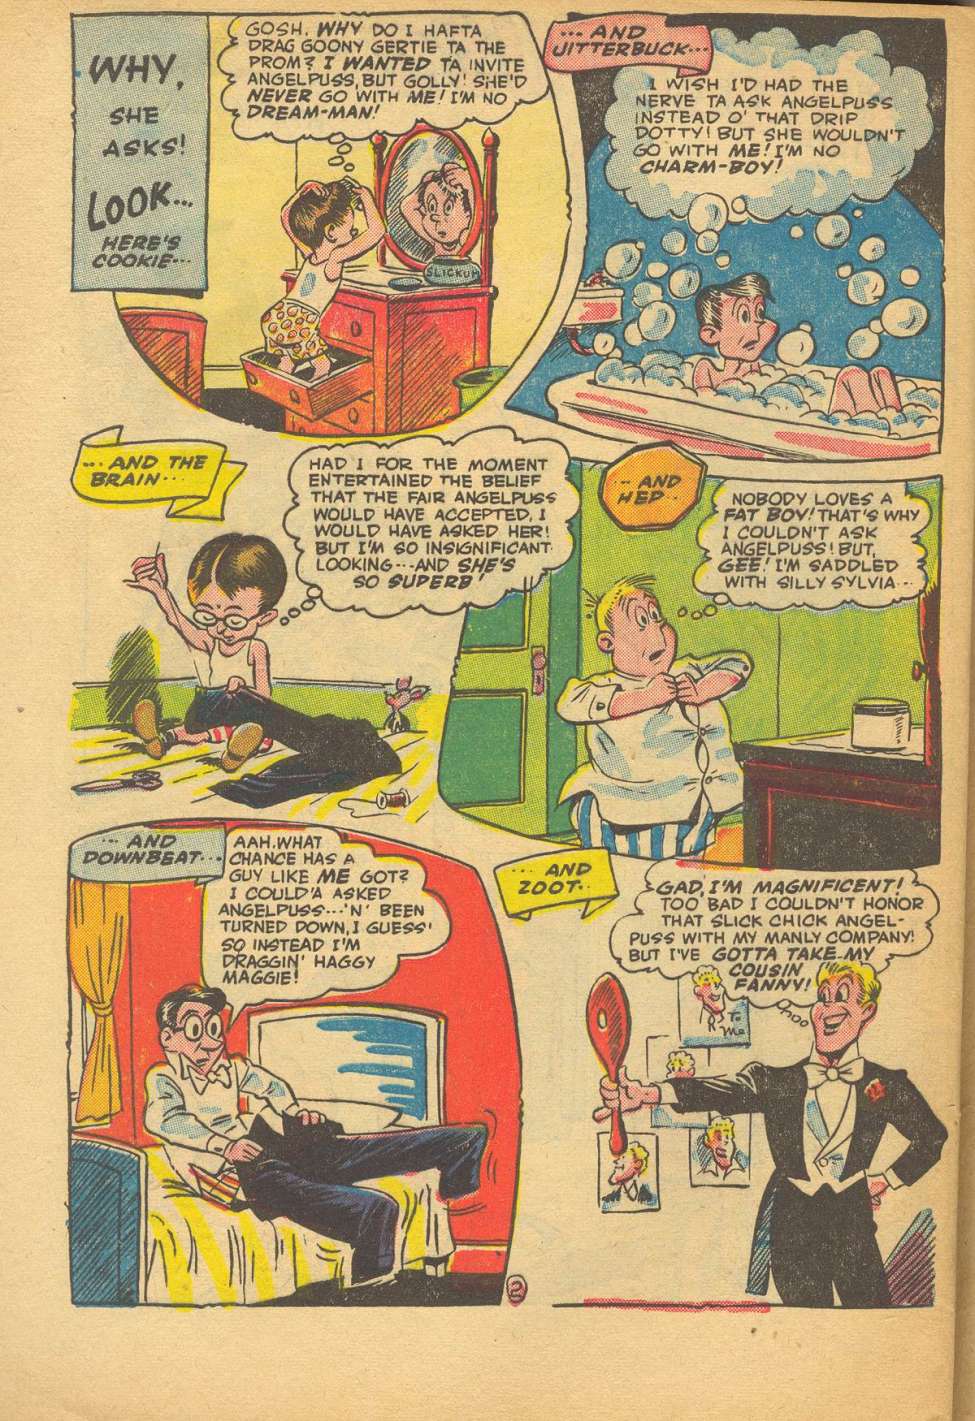 WHY,
SHE
ASKS!
LOOK...
HERE'S
COOKIE...
GOSH, WHY DO I HAFTA
DRAG GOONY GERTIE TA THE
PROM? I WANTED TA INVITE
ANGELPUSS, BUT GOLLY! SHE'D
NEVER GO WITH ME! I'M NO
DREAM-MAN!
SLICKUM
... AND
JITTERBUCK...
I WISH I'D HAD THE
NERVE TA ASK ANGELPUSS
INSTEAD O' THAT DRIP
DOTTY! BUT SHE WOULDN'T
GO WITH ME! I'M NO
CHARM-BOY!
... AND THE
BRAIN...
HAD I FOR THE MOMENT
ENTERTAINED THE BELIEF
THAT THE FAIR ANGELPUSS
WOULD HAVE ACCEPTED, I
WOULD HAVE ASKED HER!
BUT I'M SO INSIGNIFICANT
LOOKING...AND SHE'S
SO SUPERB!
... AND
HEP...
NOBODY LOVES A
FAT BOY! THAT'S WHY
I COULDN'T ASK
ANGELPUSS! BUT,
GEE! I'M SADDLED
WITH SILLY SYLVIA...
... AND
DOWNBEAT...
AAH. WHAT
CHANCE HAS A
GUY LIKE ME GOT?
I COULD'A ASKED
ANGELPUSS...'N' BEEN
TURNED DOWN, I GUESS!
SO INSTEAD I'M
DRAGGIN' HAGGY
MAGGIE!
... AND
ZOOT..
GAD, I'M MAGNIFICENT!
TOO BAD I COULDN'T HONOR
THAT SLICK CHICK ANGEL-
PUSS WITH MY MANLY COMPANY!
BUT I'VE GOTTA TAKE MY
COUSIN
FANNY!
To
Me
2